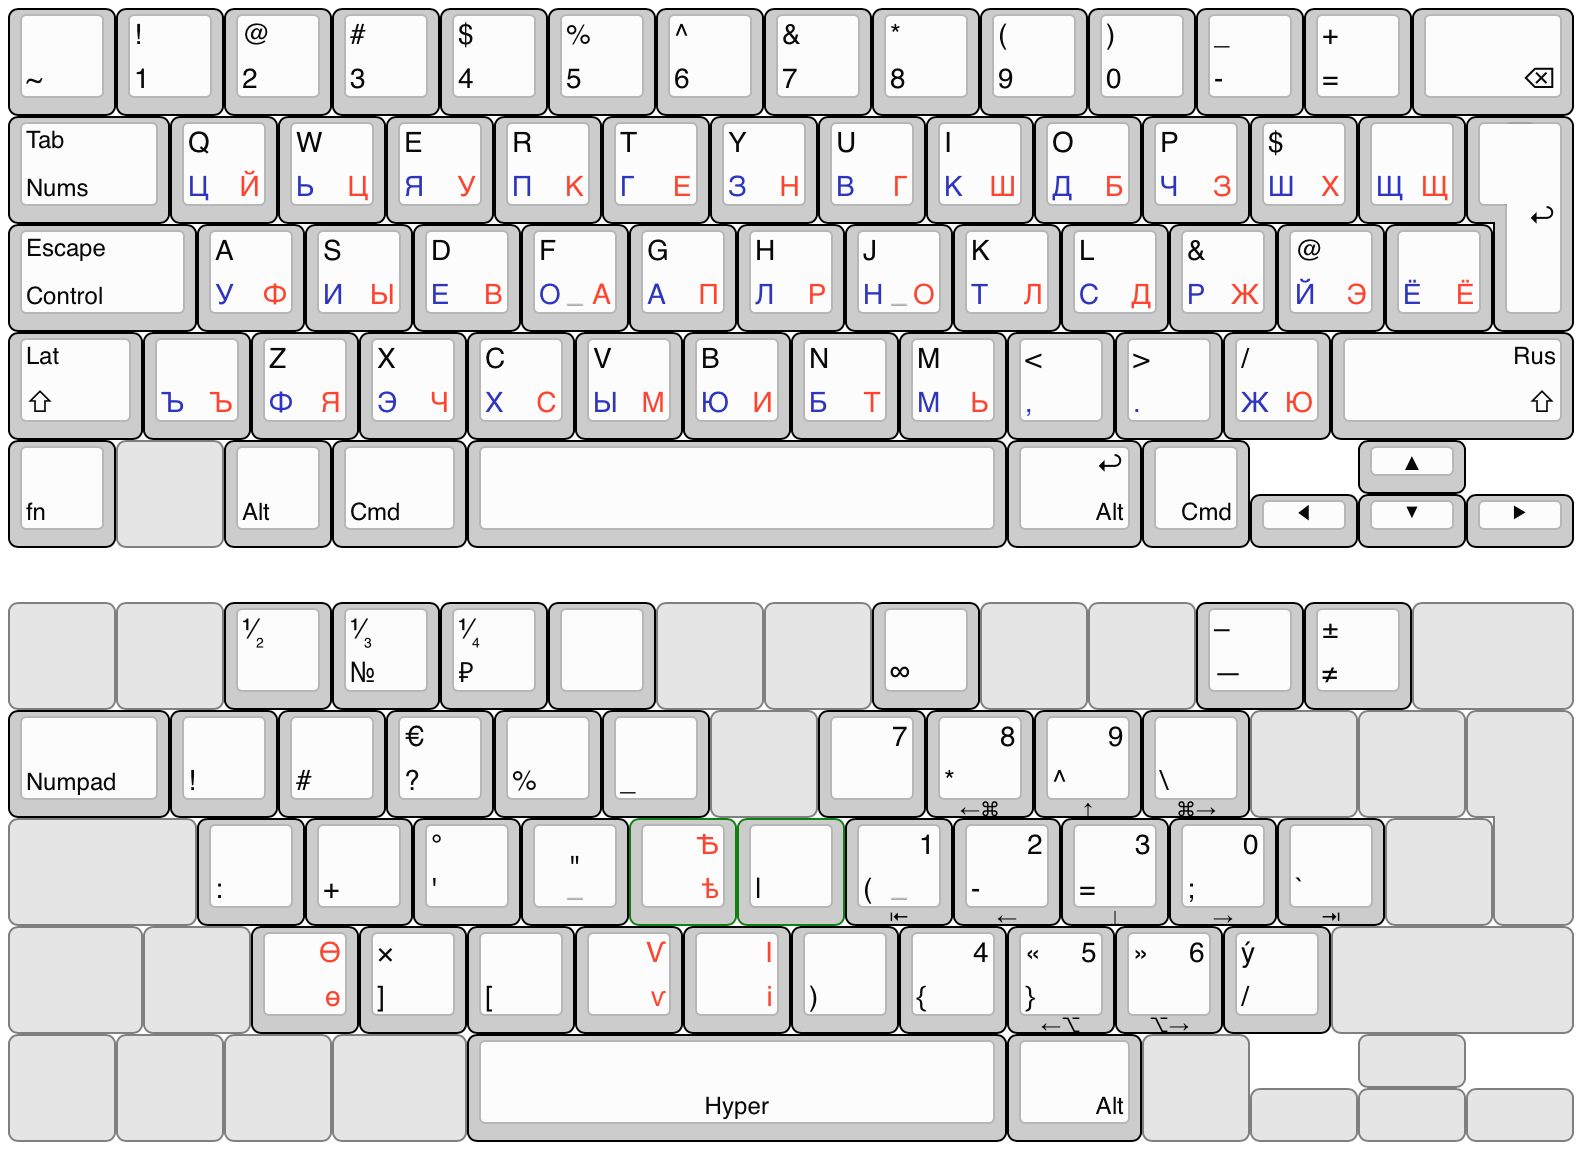 ! @ # $ % ^ & * ( ) _ +
~ 1 2 3 4 5 6 7 8 9 0 - = ⌫
Tab Q W E R T Y U I O P $
Nums Ц Й Ь Ц Я У П К Г Е З Н В Г К Ш Д Б Ч З Ш Х Щ Щ ↩
Escape A S D F G H J K L & @
Control У Ф И Ы Е В О _ А А П Л Р Н _ О Т Л С Д Р Ж Й Э Ё Ё
Lat Z X C V B N M < > / Rus
⇧ Ъ Ъ Ф Я Э Ч Х С Ы М Ю И Б Т М Ь , . Ж Ю ⇧
↩ ▲
fn Alt Cmd Alt Cmd ◀ ▼ ▶
½ ⅓ ¼ – ±
№ ₽ ∞ — ≠
€ 7 8 9
Numpad ! # ? % _ * ^ \
←⌘ ↑ ⌘→
° " Ѣ 1 2 3 0 `
: + ' _ ѣ | ( _ - = ;
⇤ ← ↓ → ⇥
Ѳ × Ѵ І 4 « 5 » 6 ý
ѳ ] [ ѵ і ) { } /
←⌥ ⌥→
Hyper Alt